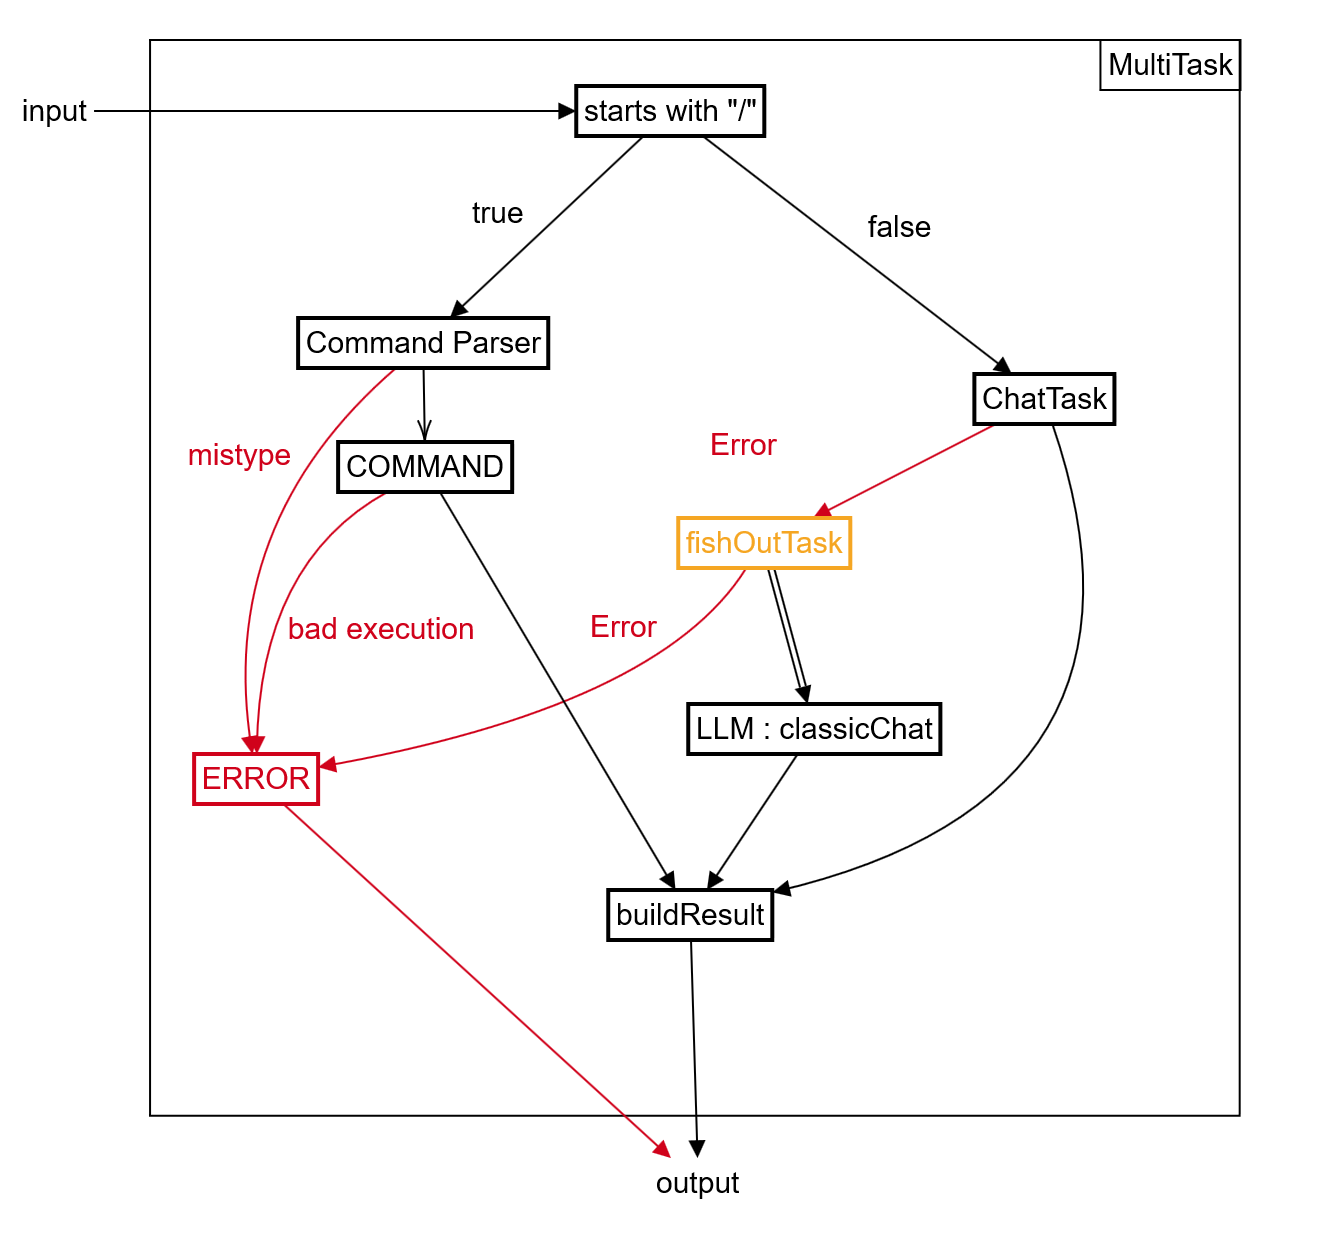 MultiTask
input
starts with "/"
true
false
Command Parser
ChatTask
mistype
COMMAND
Error
fishOutTask
bad execution
Error
LLM : classicChat
ERROR
buildResult
output